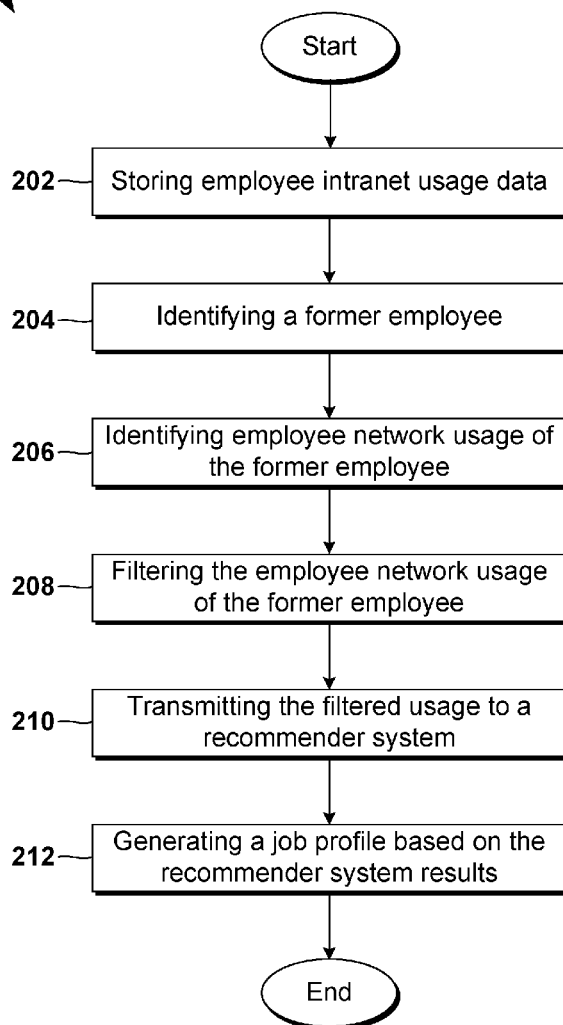 Start
202
Storing employee intranet usage data
204
Identifying a former employee
206
Identifying employee network usage of
the former employee
208
Filtering the employee network usage
of the former employee
210
Transmitting the filtered usage to a
recommender system
212
Generating a job profile based on the
recommender system results
End